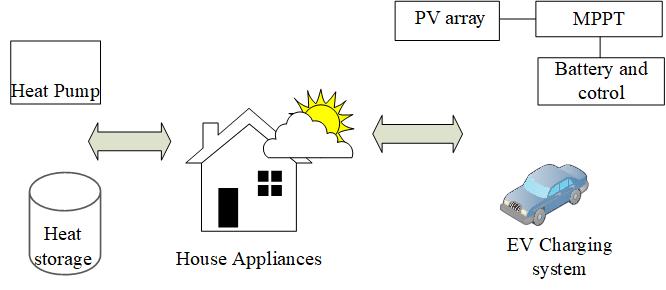 PV array
MPPT
Heat Pump
Battery and
cotrol
Heat
storage
House Appliances
EV Charging
system